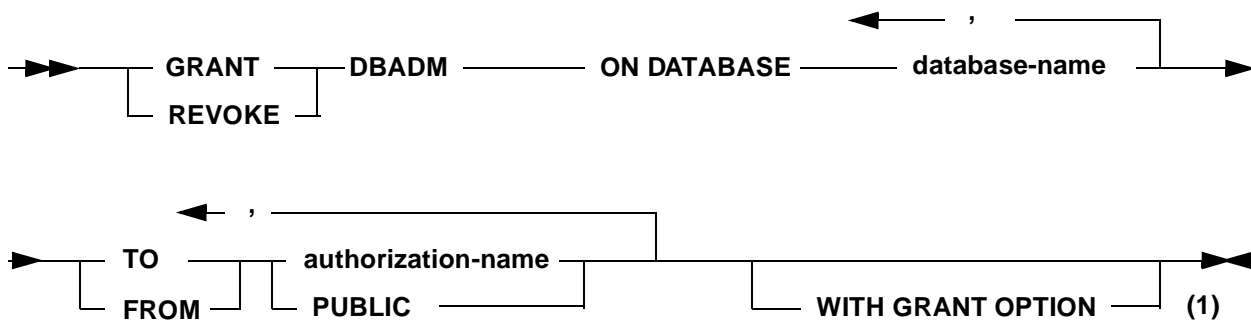 ,
GRANT DBADM ON DATABASE database-name
REVOKE
,
TO authorization-name
FROM PUBLIC WITH GRANT OPTION (1)